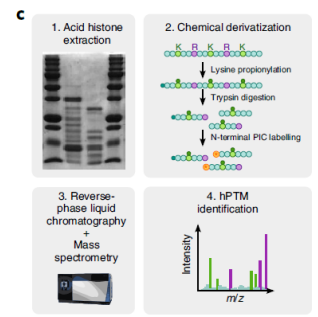 c
1. Acid histone
extraction
2. Chemical derivatization
K R K R K
Lysine propionylation
Trypsin digestion
N-terminal PIC labelling
3. Reverse-
phase liquid
chromatography
+
Mass
spectrometry
4. hPTM
identification
Intensity
m/z